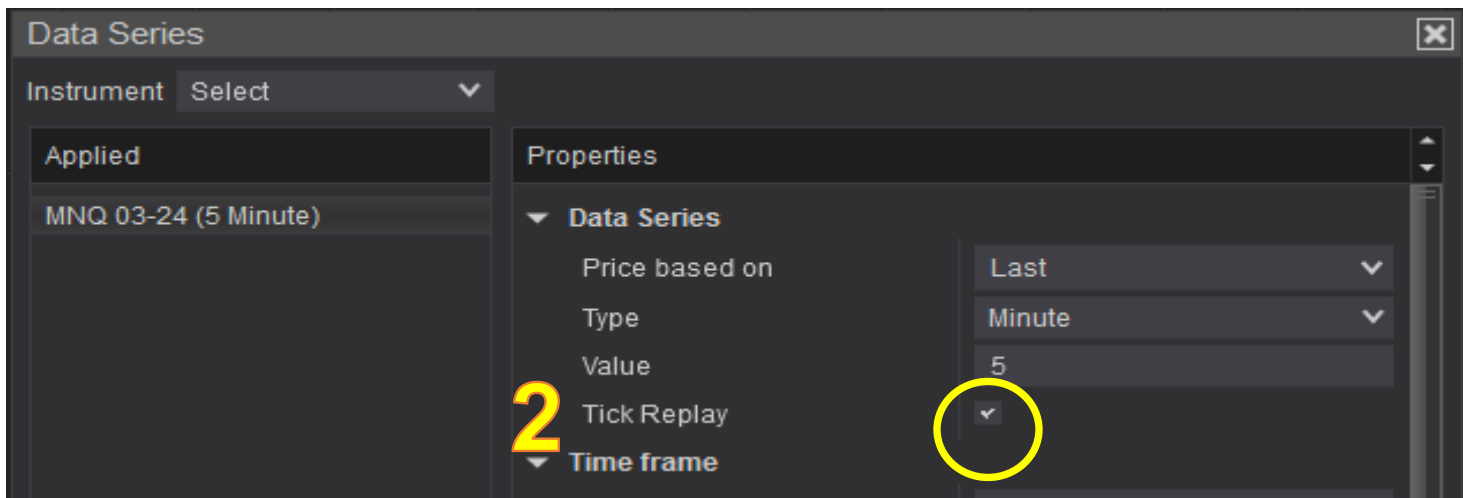 Data Series
Instrument Select
Applied
Properties
MNQ 03-24 (5 Minute)
Data Series
Price based on Last
Type Minute
Value 5
2 Tick Replay
Time frame